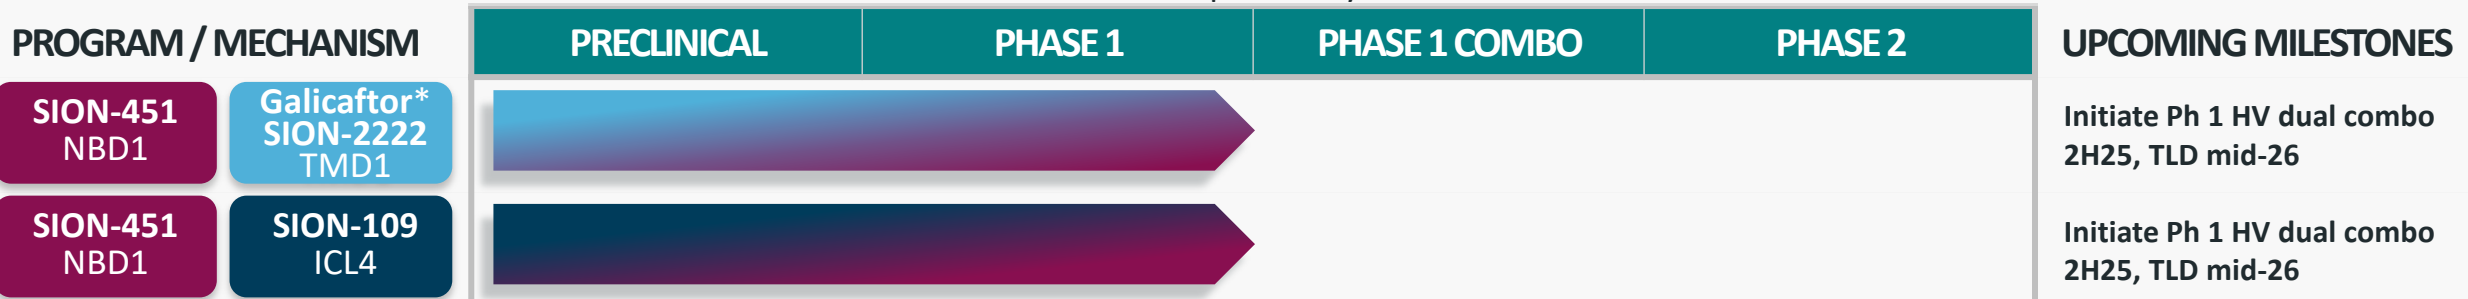 PROGRAM / MECHANISM
PRECLINICAL
PHASE 1
PHASE 1 COMBO
PHASE 2
UPCOMING MILESTONES
SION-451
NBD1
Galicaftor*
SION-2222
TMD1
Initiate Ph 1 HV dual combo
2H25, TLD mid-26
SION-451
NBD1
SION-109
ICL4
Initiate Ph 1 HV dual combo
2H25, TLD mid-26